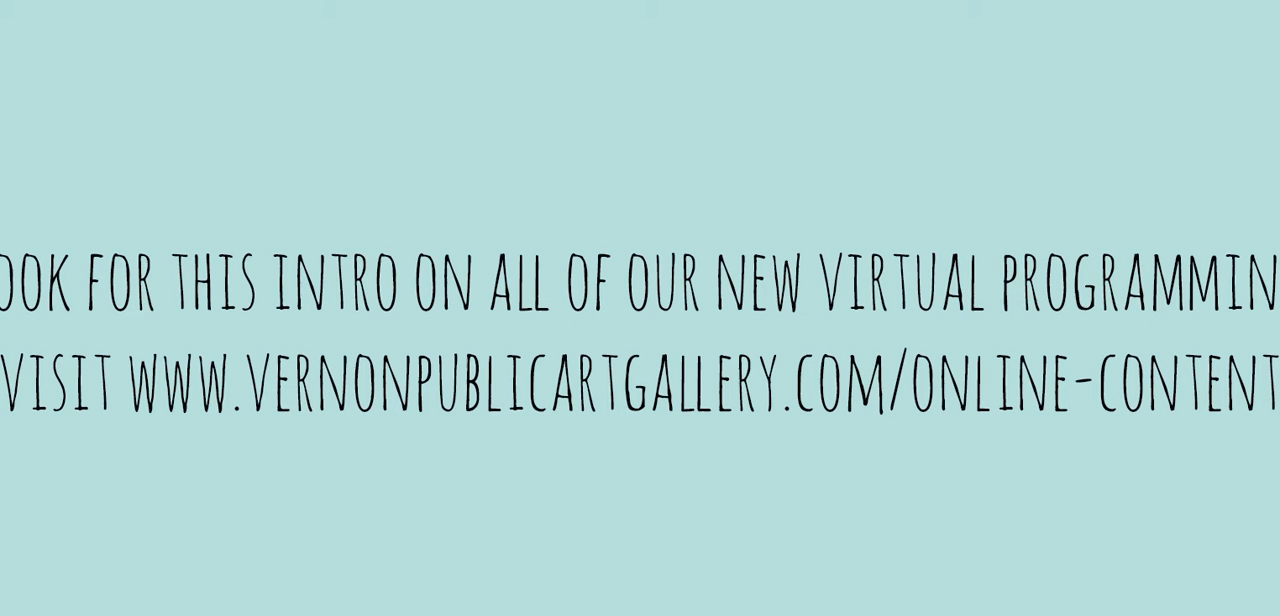 OOK FOR THIS INTRO ON ALL OF OUR NEW VIRTUAL PROGRAMMIN
VISIT WWW.VERNONPUBLICARTGALLERY.COM/ONLINE-CONTENT